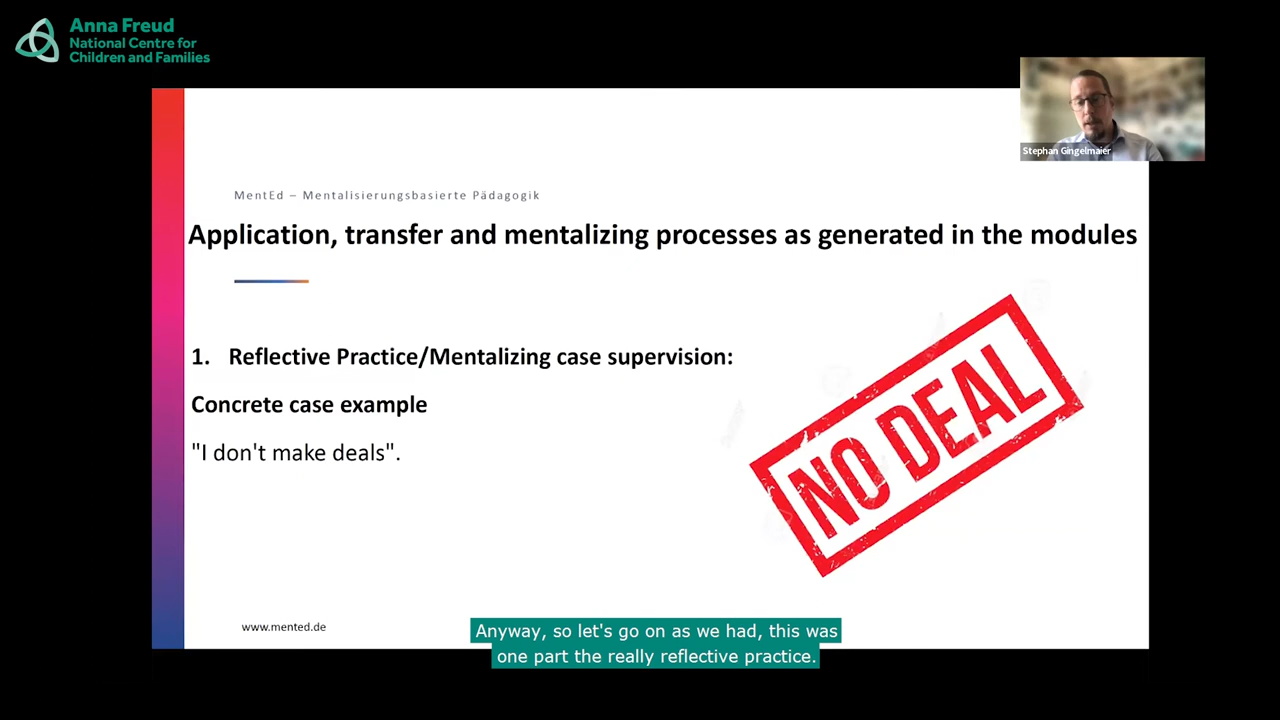 Anna Freud
National Centre for
Children and Families
Stephan Gingelmaier
MentEd – Mentalisierungsbasierte Pädagogik
Application, transfer and mentalizing processes as generated in the modules
1. Reflective Practice/Mentalizing case supervision:
Concrete case example
"I don't make deals".
NO DEAL
www.mented.de
Anyway, so let's go on as we had, this was
one part the really reflective practice.